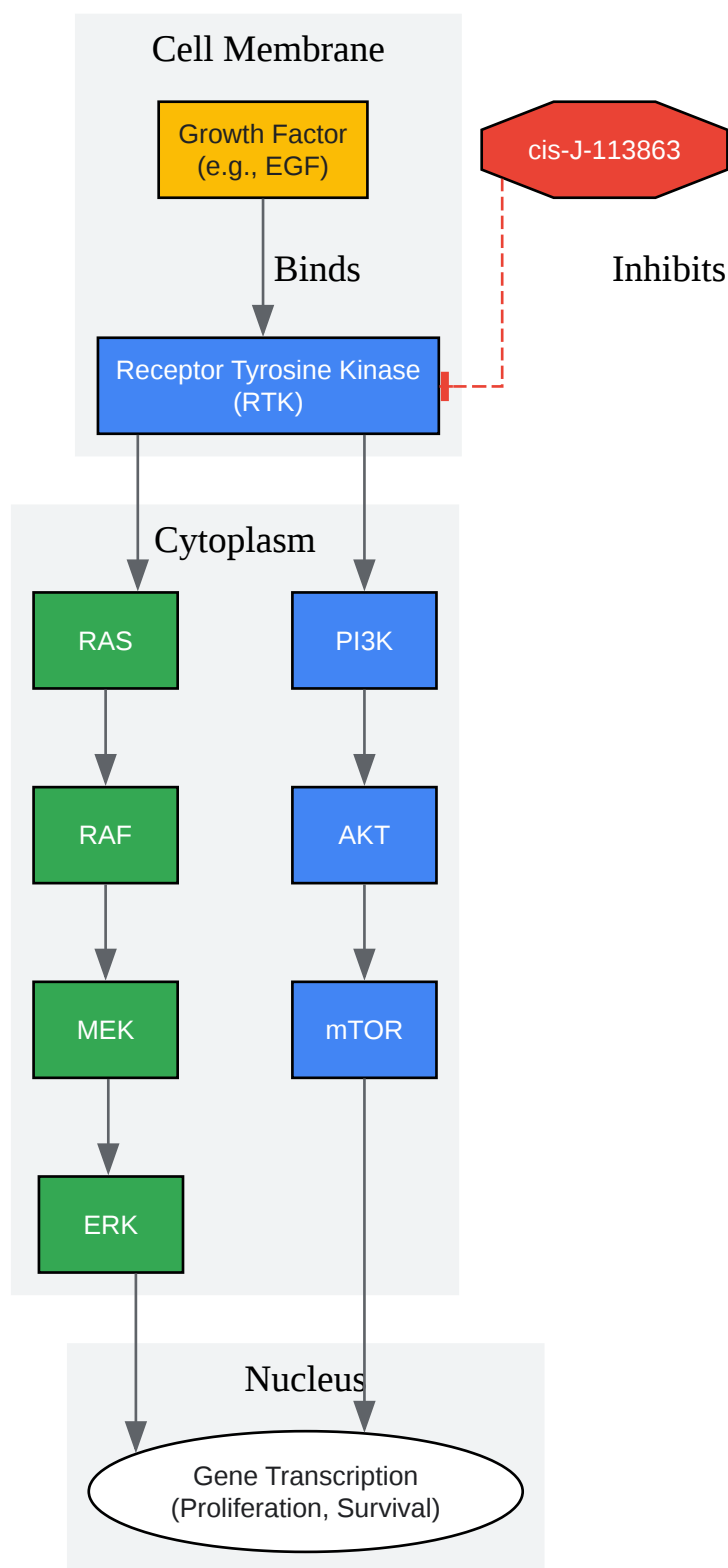 Cell Membrane
Growth Factor
(e.g., EGF)
cis-J-113863
Binds
Inhibits
Receptor Tyrosine Kinase
(RTK)
Cytoplasm
RAS
PI3K
RAF
AKT
MEK
mTOR
ERK
Nucleus
Gene Transcription
(Proliferation, Survival)